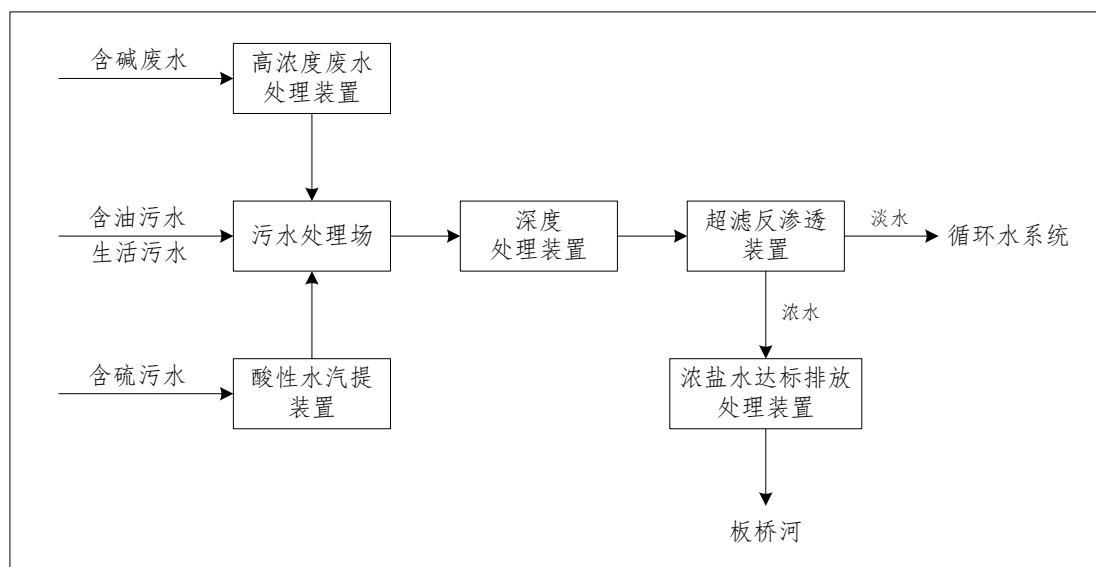 含碱废水
高浓度废水
处理装置
含油污水
生活污水
污水处理场
深度
处理装置
超滤反渗透
装置
淡水
循环水系统
浓水
含硫污水
酸性水汽提
装置
浓盐水达标排放
处理装置
板桥河